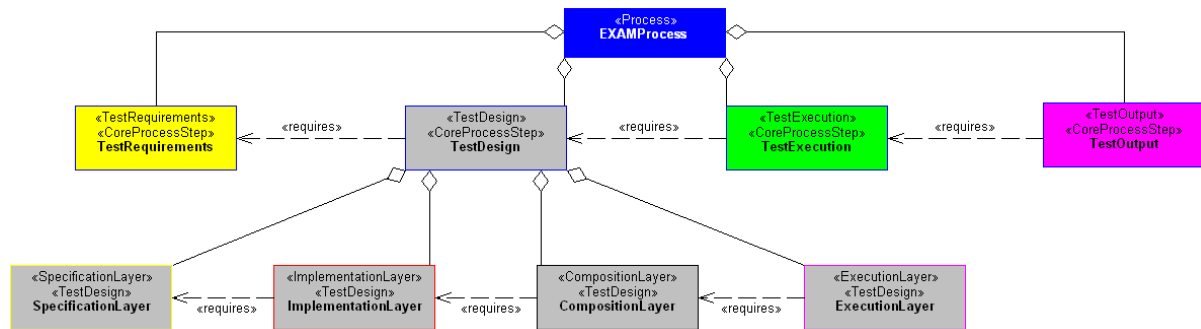 «Process»
EXAMProcess
«TestRequirements»
«CoreProcessStep»
TestRequirements
«requires»
«TestDesign»
«CoreProcessStep»
TestDesign
«requires»
«TestExecution»
«CoreProcessStep»
TestExecution
«requires»
«TestOutput»
«CoreProcessStep»
TestOutput
«SpecificationLayer»
«TestDesign»
SpecificationLayer
«requires»
«ImplementationLayer»
«TestDesign»
ImplementationLayer
«requires»
«CompositionLayer»
«TestDesign»
CompositionLayer
«requires»
«ExecutionLayer»
«TestDesign»
ExecutionLayer